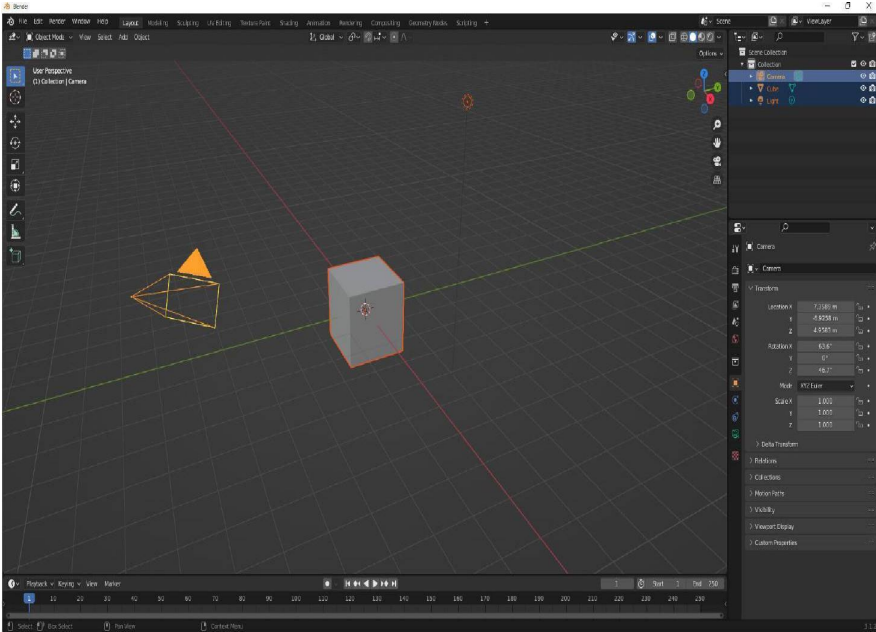 Blender
File Edit Render Window Help Layout Modeling Sculpting UV Editing Texture Paint Shading Animation Rendering Compositing Geometry Nodes Scripting + Scene ViewLayer
Object Mode View Select Add Object Global
Options
User Perspective
(1) Collection | Camera
Scene Collection
Collection
Camera
Cube
Light
Camera
Camera
Transform
Location X
Y
Z
Rotation X 63.6°
Y 0°
Z 46.7°
Mode XYZ Euler
Scale X 1.000
Y 1.000
Z 1.000
Delta Transform
Relations
Collections
Motion Paths
Visibility
Viewport Display
Custom Properties
Playback Keying View Marker 1 Start 1 End 250
1 10 20 30 40 50 60 70 80 90 100 110 120 130 140 150 160 170 180 190 200 210 220 230 240 250
Select Box Select Pan View Context Menu